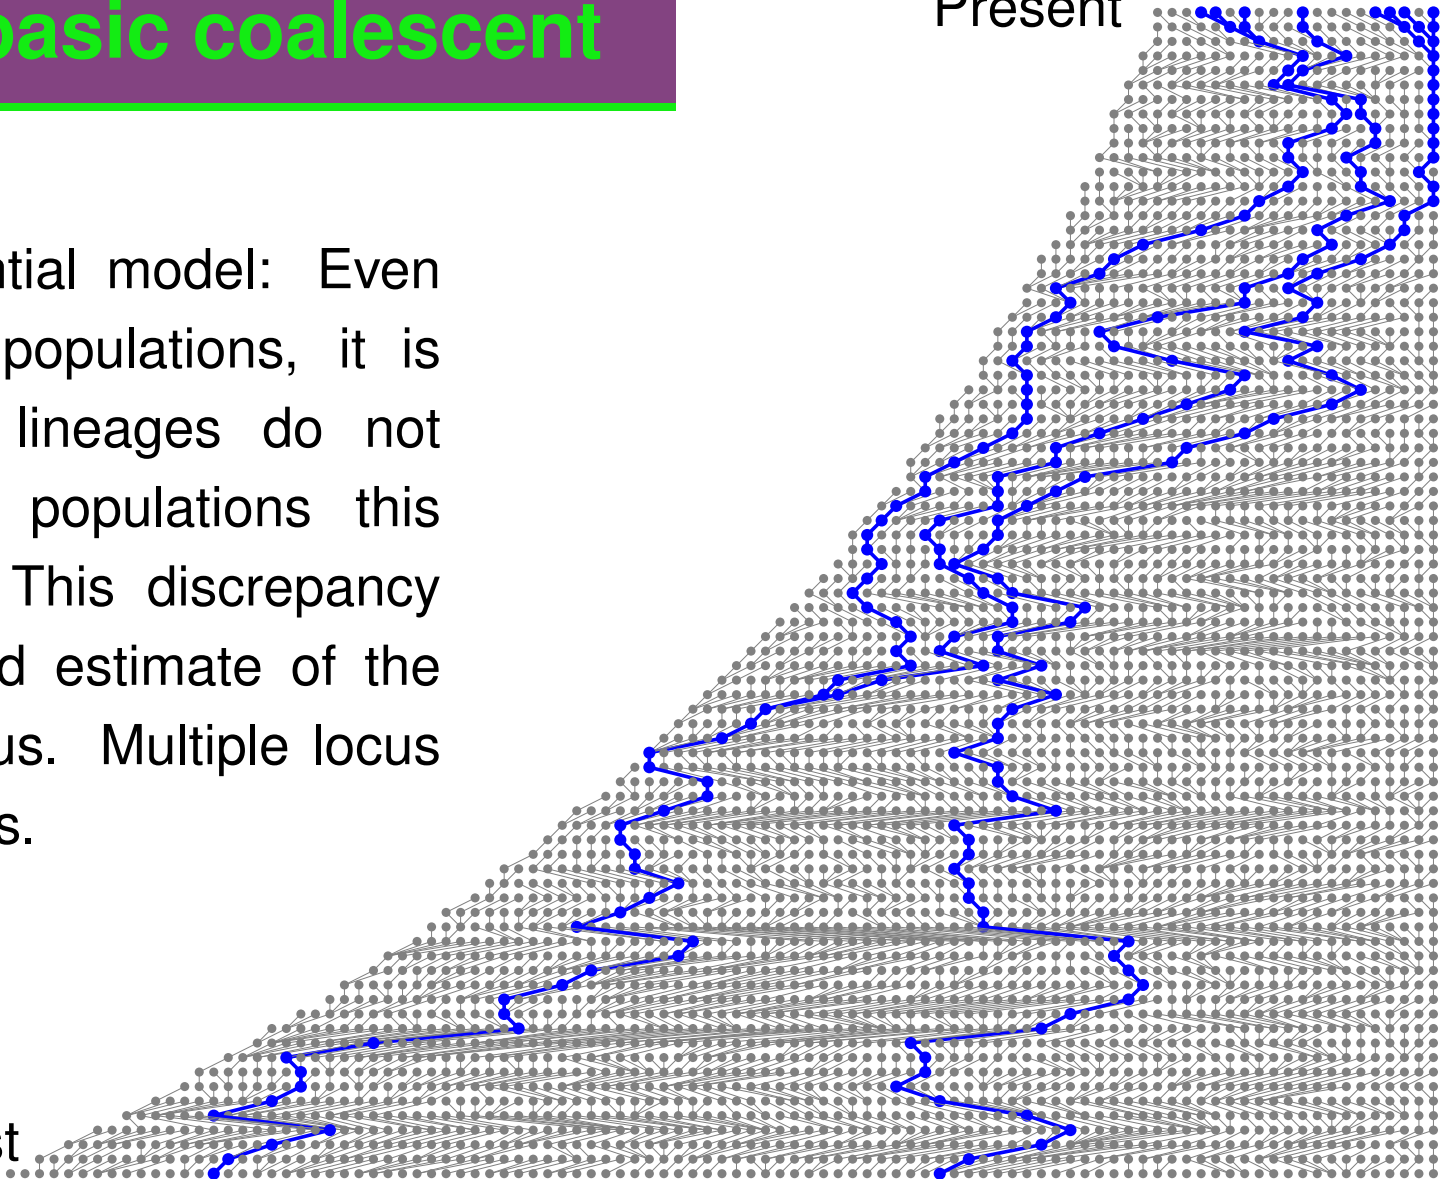 basic coalescent
Present
ntial model: Even
populations, it is
lineages do not
populations this
This discrepancy
d estimate of the
us. Multiple locus
s.
st